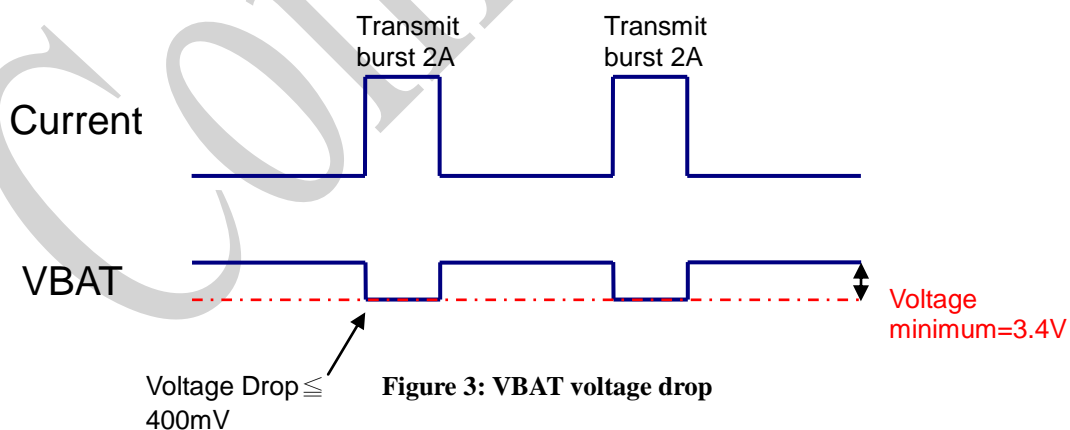 Transmit
burst 2A
Transmit
burst 2A
Current
VBAT
Voltage
minimum=3.4V
Voltage Drop≦
400mV
Figure 3: VBAT voltage drop